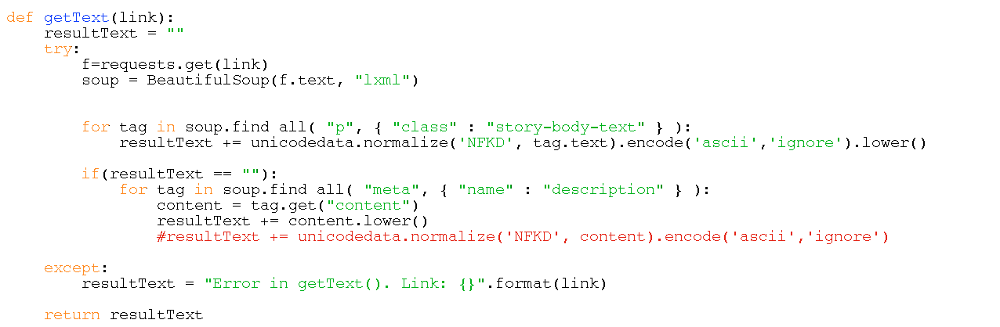 def getText(link):
    resultText = ""
    try:
        f=requests.get(link)
        soup = BeautifulSoup(f.text, "lxml")
        for tag in soup.find all( "p", { "class" : "story-body-text" } ):
            resultText += unicodedata.normalize('NFKD', tag.text).encode('ascii','ignore').lower()
        if(resultText == ""):
            for tag in soup.find all( "meta", { "name" : "description" } ):
                content = tag.get("content")
                resultText += content.lower()
                #resultText += unicodedata.normalize('NFKD', content).encode('ascii','ignore')
    except:
        resultText = "Error in getText(). Link: {}".format(link)
    return resultText